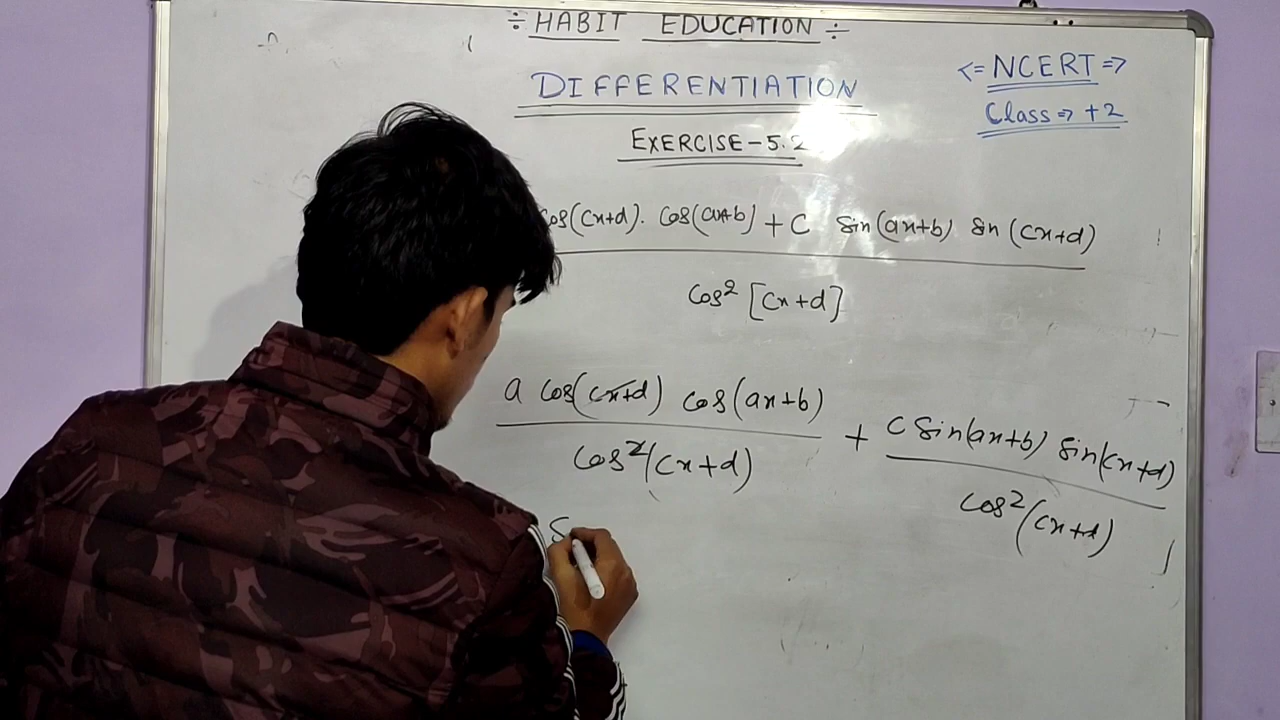 ÷ HABIT EDUCATION ÷
DIFFERENTIATION
<= NCERT =>
Class => +2
EXERCISE - 5.2
cos(cx+d). cos(ax+b) + C sin(ax+b) sin(cx+d)
cos² [cx+d]
a cos(cx+d) cos(ax+b) + c sin(ax+b) sin(cx+d)
cos²(cx+d) cos²(cx+d)
S